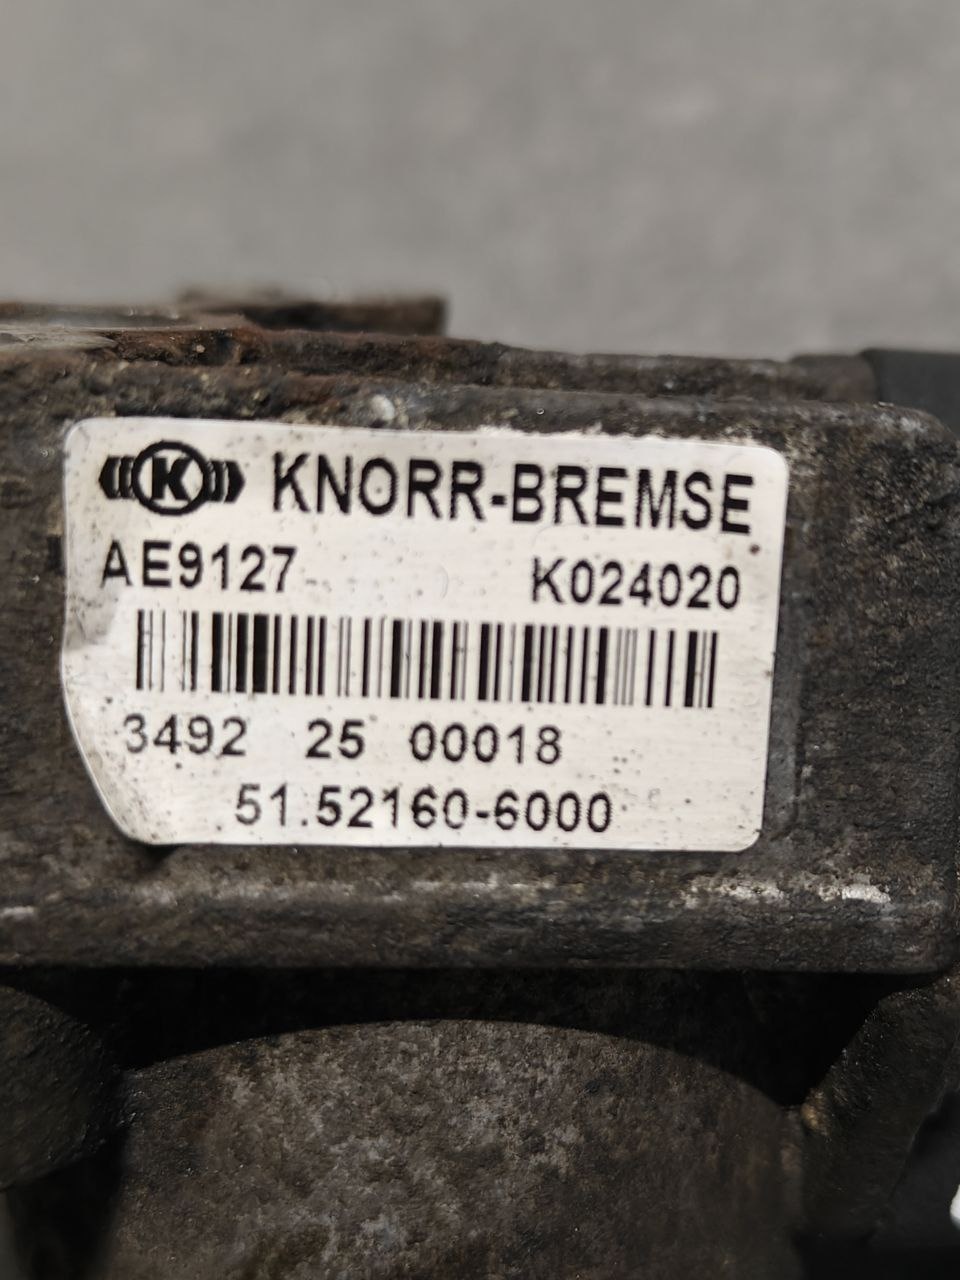 K KNORR-BREMSE
AE9127 K024020
3492 25 00018
51.52160-6000